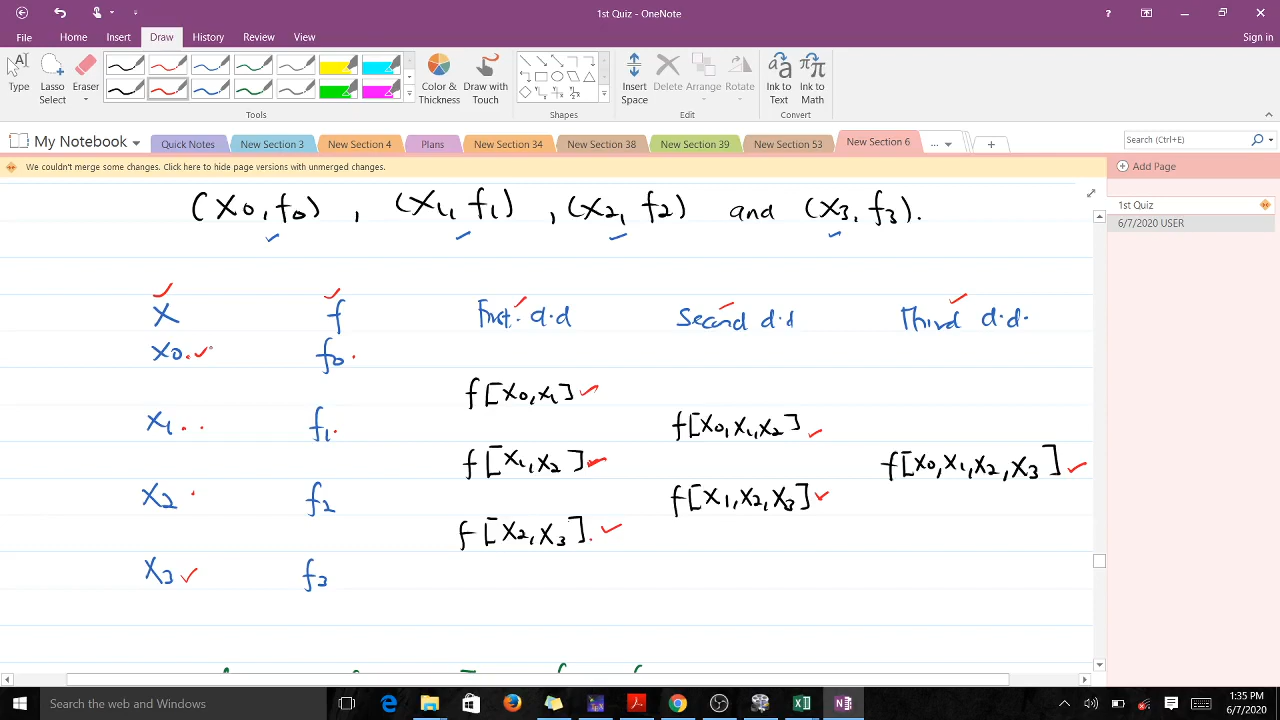 1st Quiz - OneNote
File Home Insert Draw History Review View
Sign in
Type Lasso Select Eraser Color & Thickness Draw with Touch Insert Space Delete Arrange Rotate Ink to Text Ink to Math
Tools Shapes Edit Convert
My Notebook Quick Notes New Section 3 New Section 4 Plans New Section 34 New Section 38 New Section 39 New Section 53 New Section 6 ... Search (Ctrl+E)
We couldn't merge some changes. Click here to hide page versions with unmerged changes.
Add Page
1st Quiz
6/7/2020 USER
(x0, f0) , (x1, f1) , (x2, f2) and (x3, f3).
x f First d.d Second d.d Third d.d.
x0 f0
f[x0,x1]
x1 f1 f[x0,x1,x2]
f[x1,x2] f[x0,x1,x2,x3]
x2 f2 f[x1,x2,x3]
f[x2,x3].
x3 f3
Search the web and Windows
1:35 PM
6/7/2020